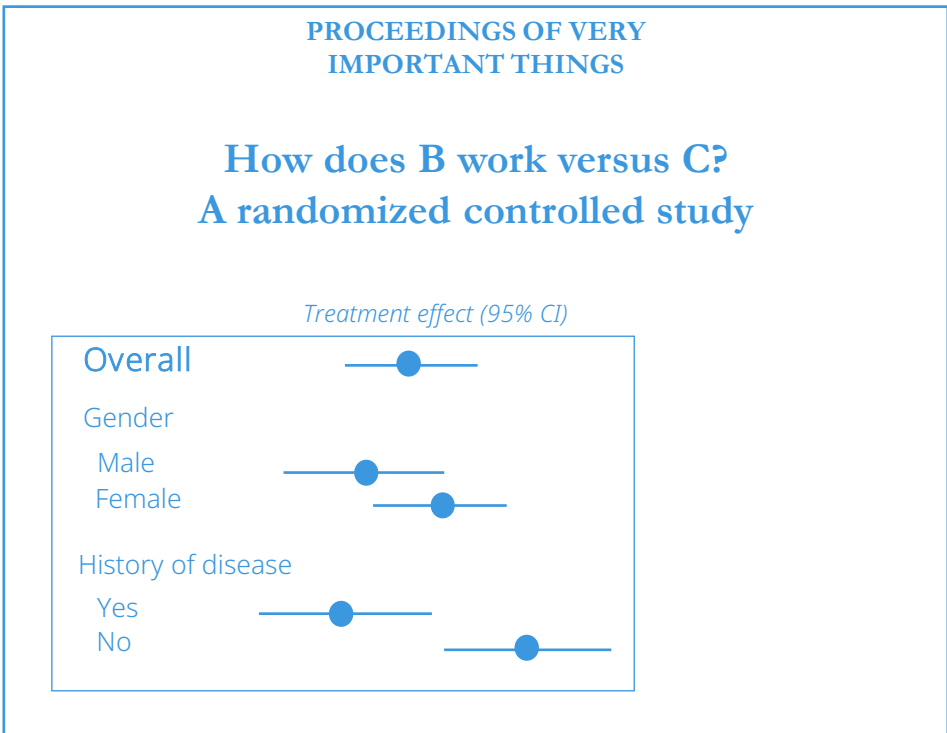 PROCEEDINGS OF VERY
IMPORTANT THINGS
How does B work versus C?
A randomized controlled study
Treatment effect (95% CI)
Overall
Gender
Male
Female
History of disease
Yes
No